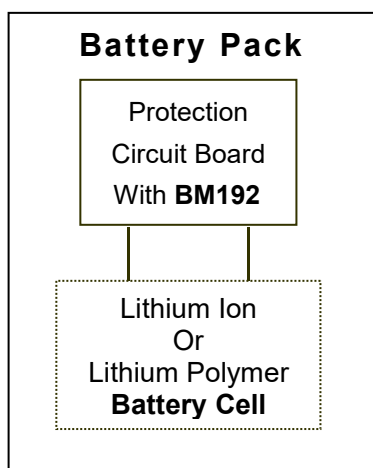 Battery Pack
Protection
Circuit Board
With BM192
Lithium Ion
Or
Lithium Polymer
Battery Cell